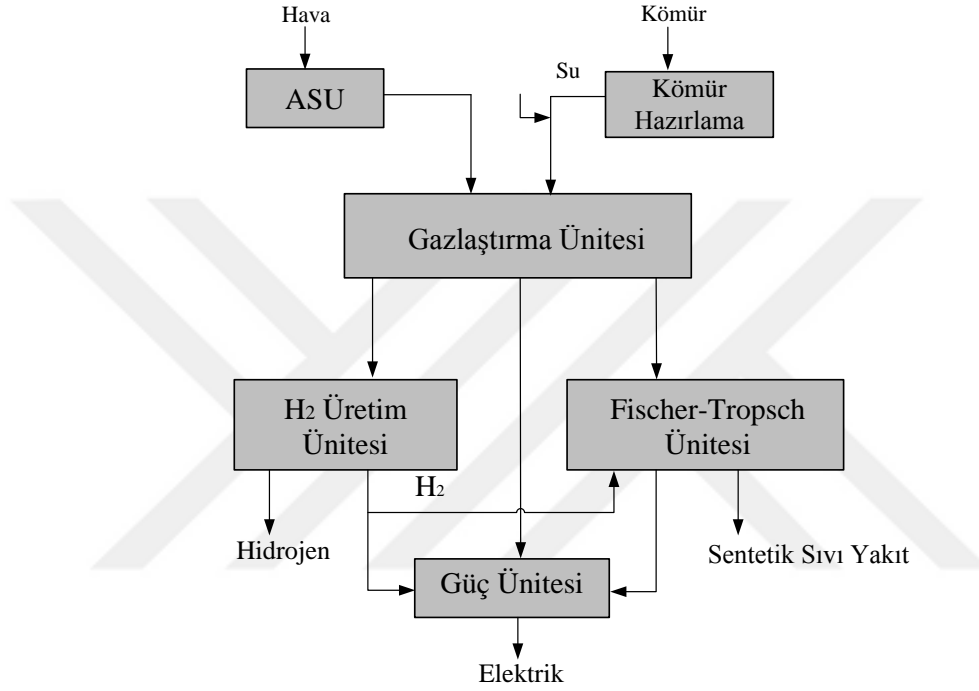 Hava
Kömür
ASU
Su
Kömür
Hazırlama
Gazlaştırma Ünitesi
H2 Üretim
Ünitesi
Fischer-Tropsch
Ünitesi
H2
Hidrojen
Sentetik Sıvı Yakıt
Güç Ünitesi
Elektrik